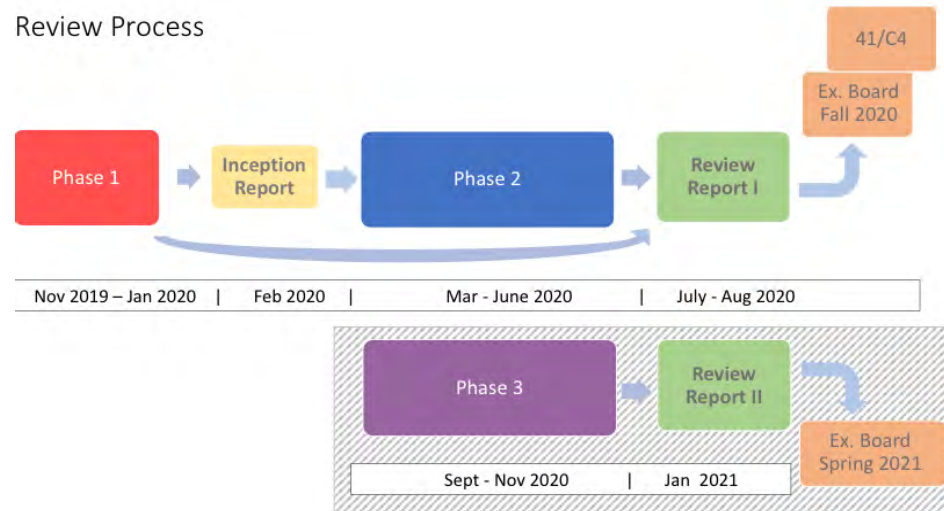 Review Process
41/C4
Ex. Board
Fall 2020
Phase 1
Inception
Report
Phase 2
Review
Report I
Nov 2019 – Jan 2020 | Feb 2020 | Mar - June 2020 | July - Aug 2020
Phase 3
Review
Report II
Ex. Board
Spring 2021
Sept - Nov 2020 | Jan 2021